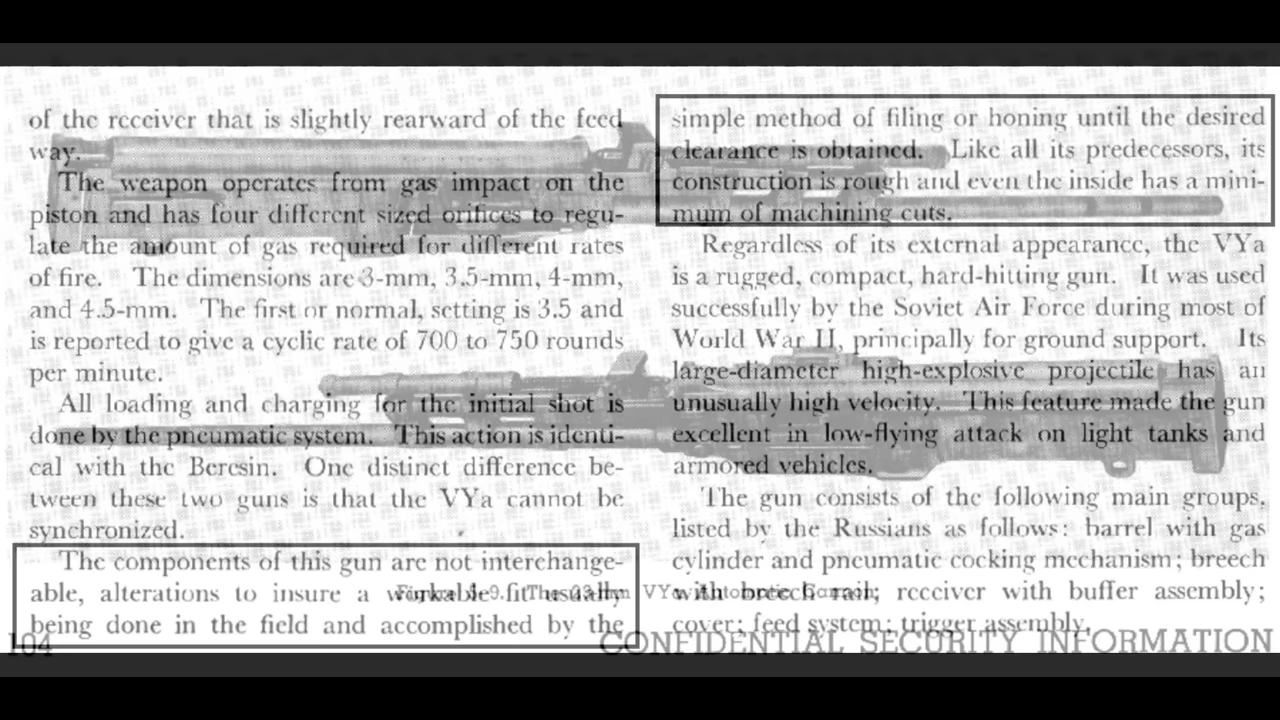 of the receiver that is slightly rearward of the feed
way.
The weapon operates from gas impact on the
piston and has four different sized orifices to regu-
late the amount of gas required for different rates
of fire. The dimensions are 3-mm, 3.5-mm, 4-mm,
and 4.5-mm. The first or normal, setting is 3.5 and
is reported to give a cyclic rate of 700 to 750 rounds
per minute.
All loading and charging for the initial shot is
done by the pneumatic system. This action is identi-
cal with the Beresin. One distinct difference be-
tween these two guns is that the VYa cannot be
synchronized.
The components of this gun are not interchange-
able, alterations to insure a workable fit usually
being done in the field and accomplished by the
simple method of filing or honing until the desired
clearance is obtained. Like all its predecessors, its
construction is rough and even the inside has a mini-
mum of machining cuts.
Regardless of its external appearance, the VYa
is a rugged, compact, hard-hitting gun. It was used
successfully by the Soviet Air Force during most of
World War II, principally for ground support. Its
large-diameter high-explosive projectile has an
unusually high velocity. This feature made the gun
excellent in low-flying attack on light tanks and
armored vehicles.
The gun consists of the following main groups,
listed by the Russians as follows: barrel with gas
cylinder and pneumatic cocking mechanism; breech
with breech rail; receiver with buffer assembly;
cover; feed system; trigger assembly.
The 23-mm VYa Automatic Cannon.
104
CONFIDENTIAL SECURITY INFORMATION